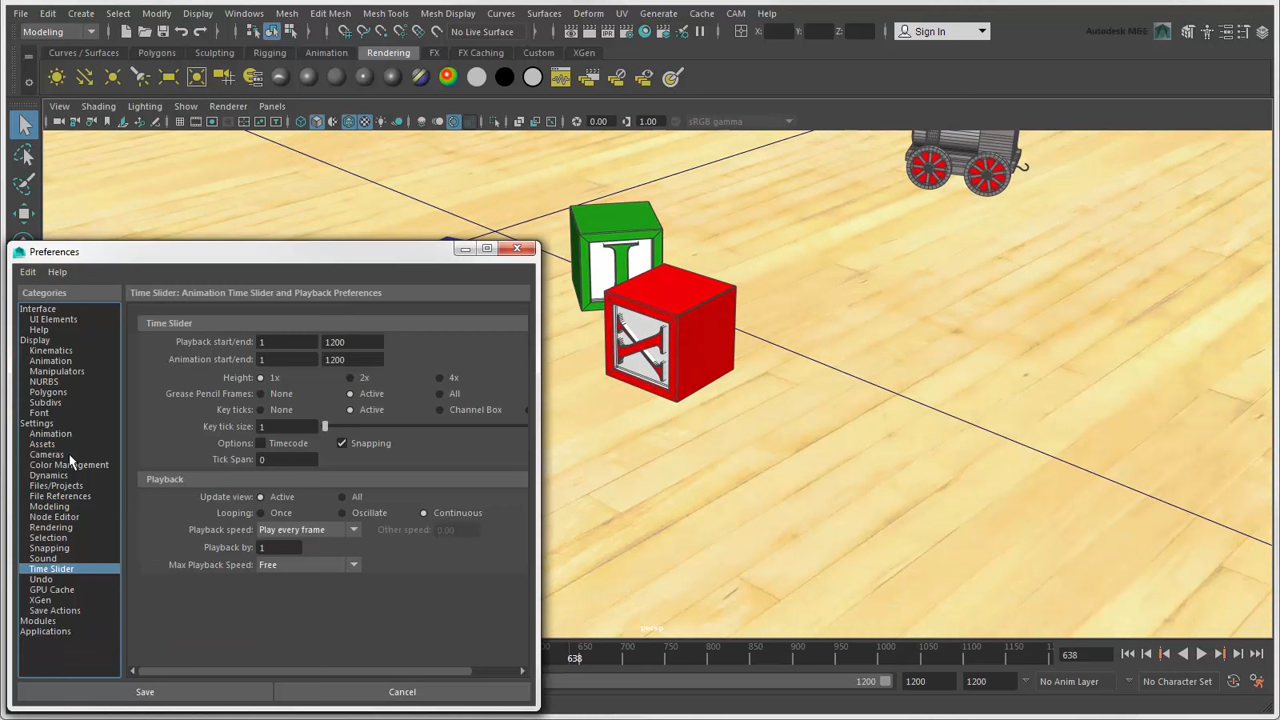 File Edit Create Select Modify Display Windows Mesh Edit Mesh Mesh Tools Mesh Display Curves Surfaces Deform UV Generate Cache CAM Help
Modeling No Live Surface X: Y: Z: Sign In Autodesk M&E
Curves / Surfaces Polygons Sculpting Rigging Animation Rendering FX FX Caching Custom XGen
View Shading Lighting Show Renderer Panels
0.00 1.00 sRGB gamma
Preferences
Edit Help
Categories
Interface
UI Elements
Help
Display
Kinematics
Animation
Manipulators
NURBS
Polygons
Subdivs
Font
Settings
Animation
Assets
Cameras
Color Management
Dynamics
Files/Projects
File References
Modeling
Node Editor
Rendering
Selection
Snapping
Sound
Time Slider
Undo
GPU Cache
XGen
Save Actions
Modules
Applications
Time Slider: Animation Time Slider and Playback Preferences
Time Slider
Playback start/end: 1 1200
Animation start/end: 1 1200
Height: 1x 2x 4x
Grease Pencil Frames: None Active All
Key ticks: None Active Channel Box
Key tick size: 1
Options: Timecode Snapping
Tick Span: 0
Playback
Update view: Active All
Looping: Once Oscillate Continuous
Playback speed: Play every frame Other speed: 0.00
Playback by: 1
Max Playback Speed: Free
Save Cancel
I
persp
650 700 750 800 850 900 950 1000 1050 1100 1150
638 638
1200 1200 1200 No Anim Layer No Character Set